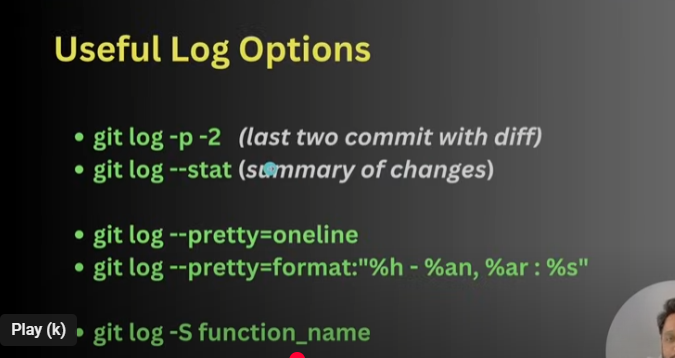 Useful Log Options
• git log -p -2 (last two commit with diff)
• git log --stat (summary of changes)
• git log --pretty=oneline
• git log --pretty=format:"%h - %an, %ar : %s"
Play (k)
• git log -S function_name